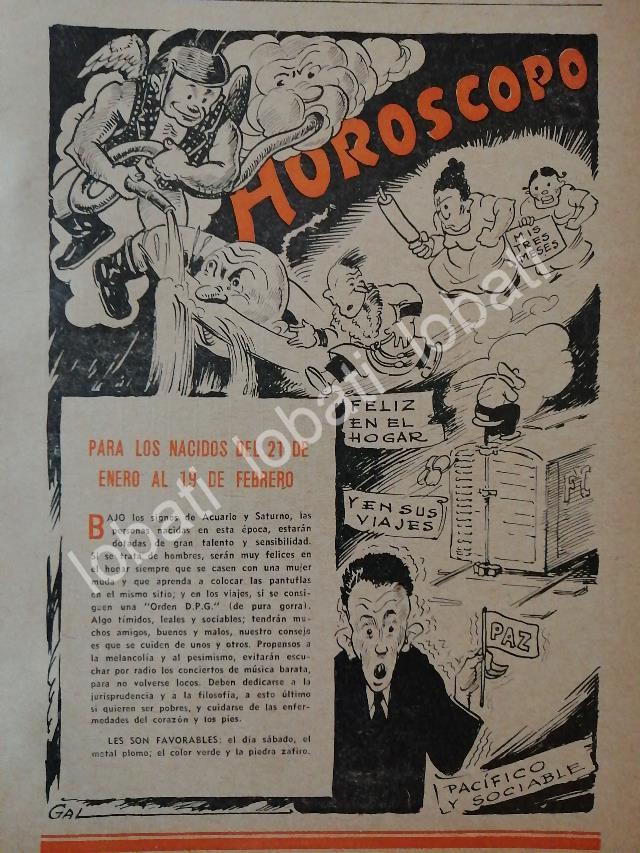 HOROSCOPO
MIS
TRES
MESES
FELIZ
EN EL
HOGAR
Y EN SUS
VIAJES
PAZ
PACÍFICO
Y SOCIABLE
PARA LOS NACIDOS DEL 21 DE
ENERO AL 19 DE FEBRERO
BAJO los signos de Acuario y Saturno, las
personas nacidas en esta época, estarán
dotadas de gran talento y sensibilidad.
Si se trata de hombres, serán muy felices en
el hogar siempre que se casen con una mujer
muda y que aprenda a colocar las pantuflas
en el mismo sitio; y en los viajes, si se consi-
guen una "Orden D.P.G." (de pura gorra).
Algo tímidos, leales y sociables; tendrán mu-
chos amigos, buenos y malos, nuestro consejo
es que se cuiden de unos y otros. Propensos a
la melancolía y al pesimismo, evitarán escu-
char por radio los conciertos de música barata,
para no volverse locos. Deben dedicarse a la
jurisprudencia y a la filosofía, a esto último
si quieren ser pobres, y cuidarse de las enfer-
medades del corazón y los pies.
LES SON FAVORABLES: el día sábado, el
metal plomo; el color verde y la piedra zafiro.
GAL
lobati lobati lobati lobati